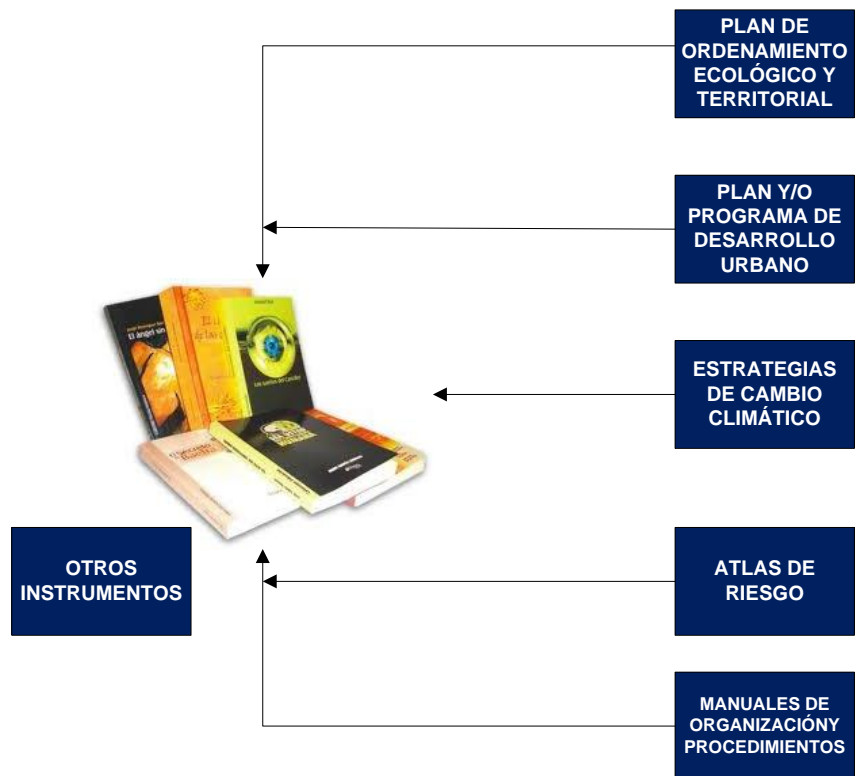 PLAN DE
ORDENAMIENTO
ECOLÓGICO Y
TERRITORIAL
PLAN Y/O
PROGRAMA DE
DESARROLLO
URBANO
El ángel sin
ESTRATEGIAS
DE CAMBIO
CLIMÁTICO
OTROS
INSTRUMENTOS
ATLAS DE
RIESGO
MANUALES DE
ORGANIZACIÓNY
PROCEDIMIENTOS